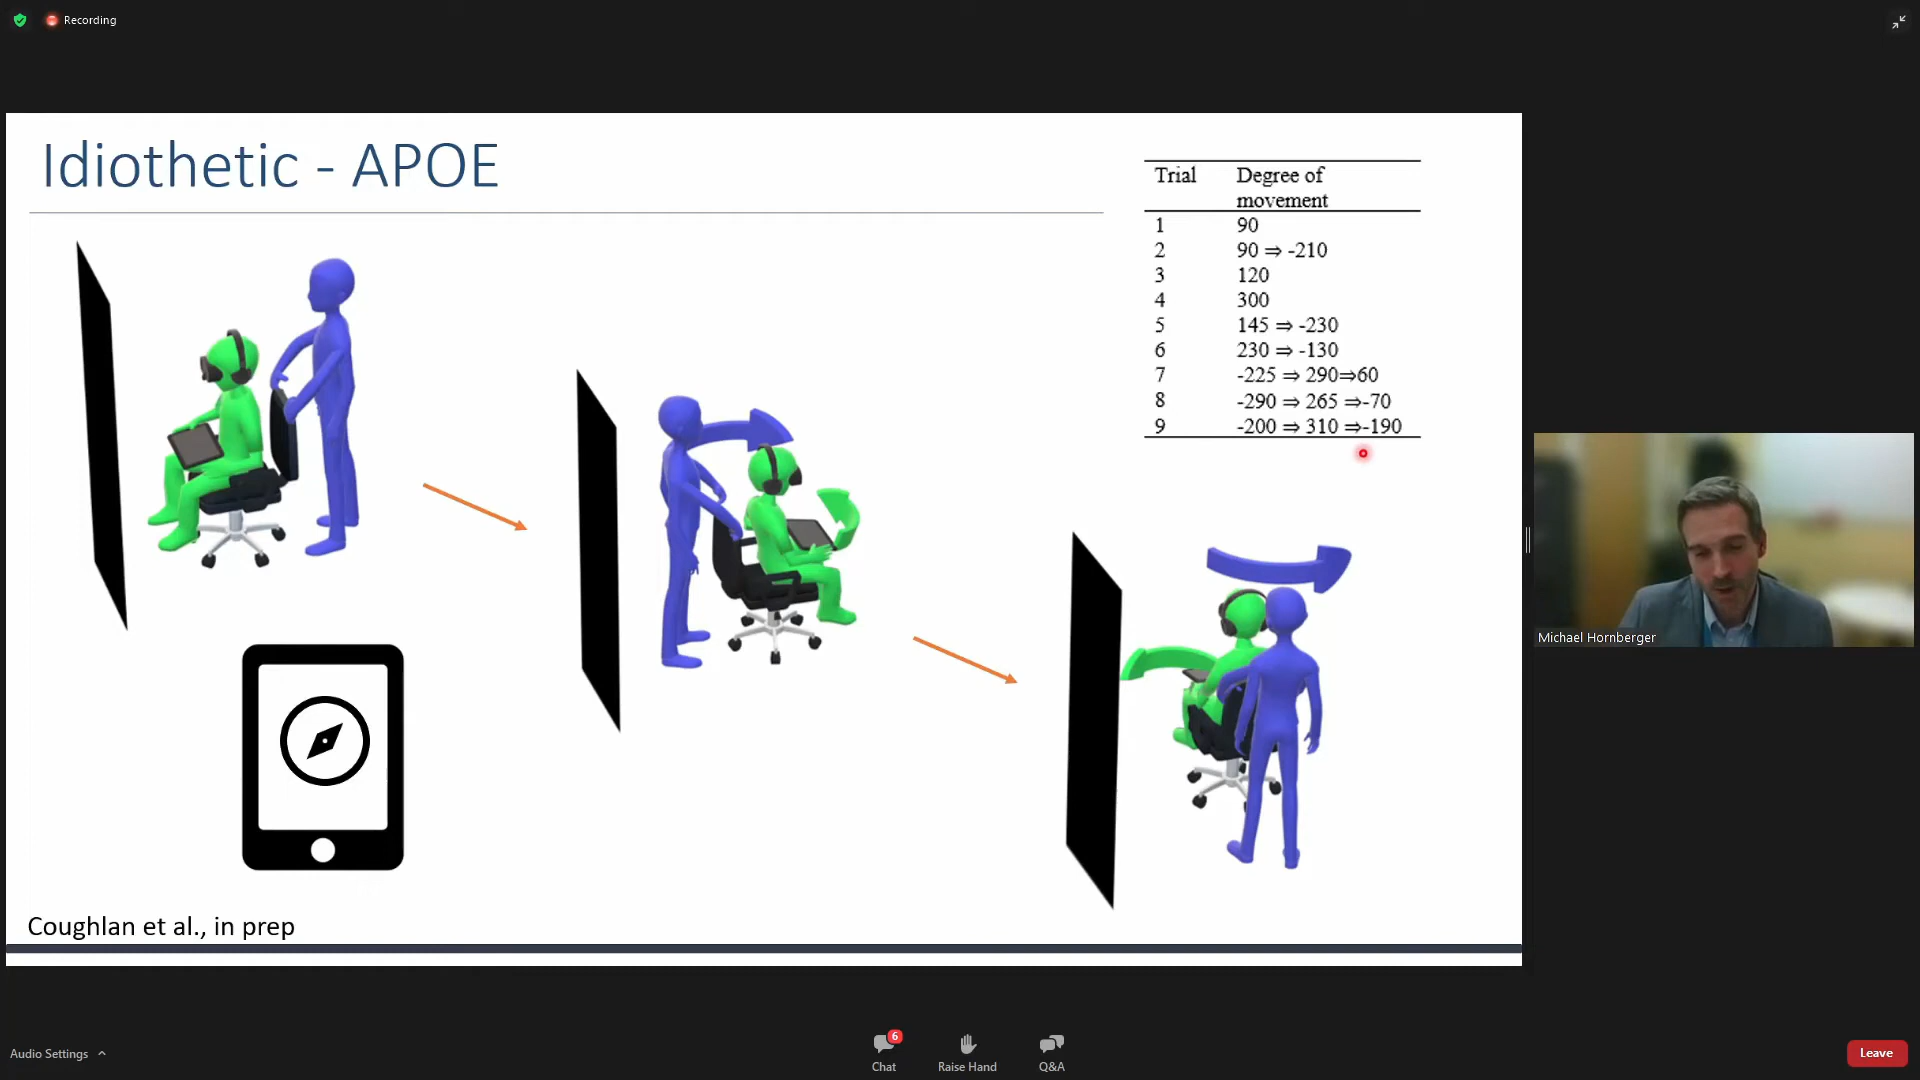 Recording
Idiothetic - APOE
Trial Degree of
movement
1 90
2 90 ⇒ -210
3 120
4 300
5 145 ⇒ -230
6 230 ⇒ -130
7 -225 ⇒ 290⇒60
8 -290 ⇒ 265 ⇒-70
9 -200 ⇒ 310 ⇒-190
Michael Hornberger
Coughlan et al., in prep
Audio Settings
6
Chat
Raise Hand
Q&A
Leave